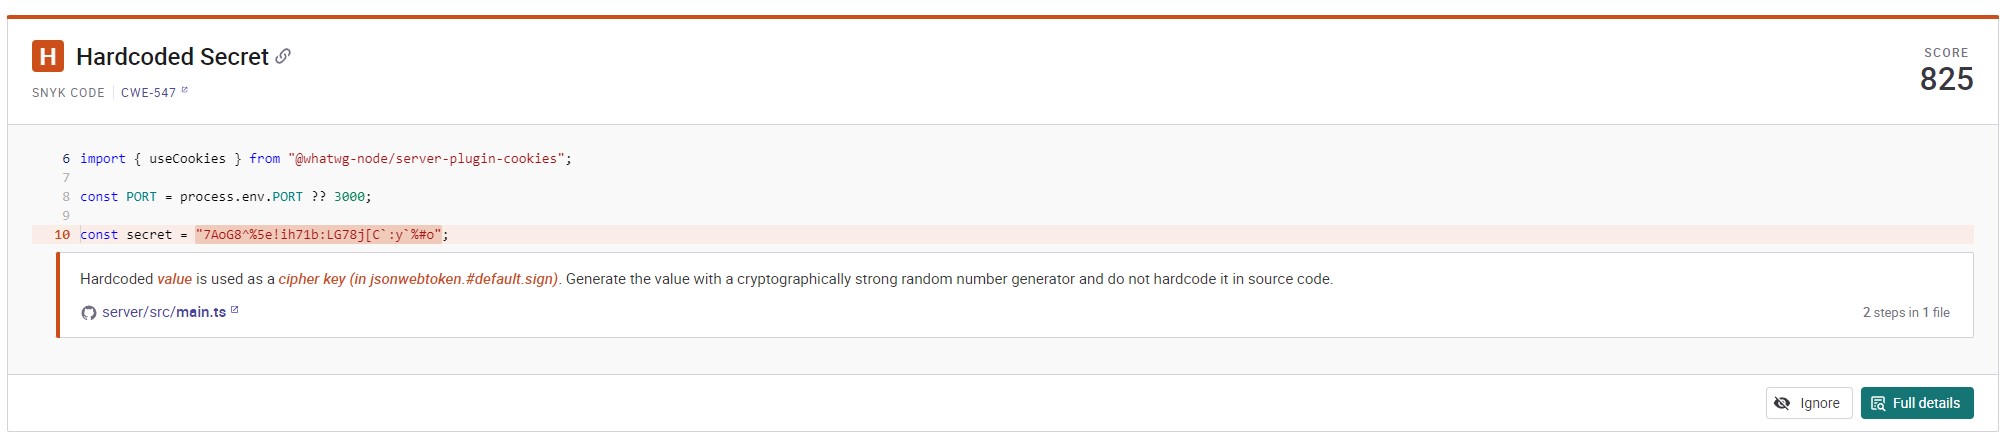 H Hardcoded Secret
SCORE
825
SNYK CODE CWE-547
6 import { useCookies } from "@whatwg-node/server-plugin-cookies";
7
8 const PORT = process.env.PORT ?? 3000;
9
10 const secret = "7AoG8^%5e!ih71b:LG78j[C`:y`%#o";
Hardcoded value is used as a cipher key (in jsonwebtoken.#default.sign). Generate the value with a cryptographically strong random number generator and do not hardcode it in source code.
server/src/main.ts
2 steps in 1 file
Ignore
Full details